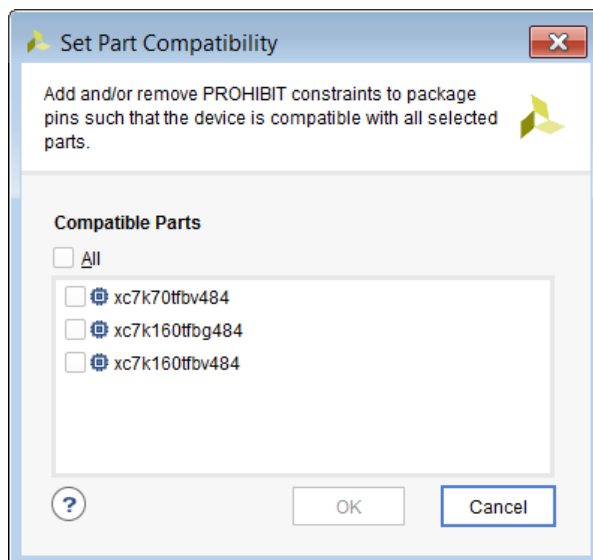 Set Part Compatibility
Add and/or remove PROHIBIT constraints to package
pins such that the device is compatible with all selected
parts.
Compatible Parts
All
xc7k70tfbv484
xc7k160tfbg484
xc7k160tfbv484
?
OK
Cancel